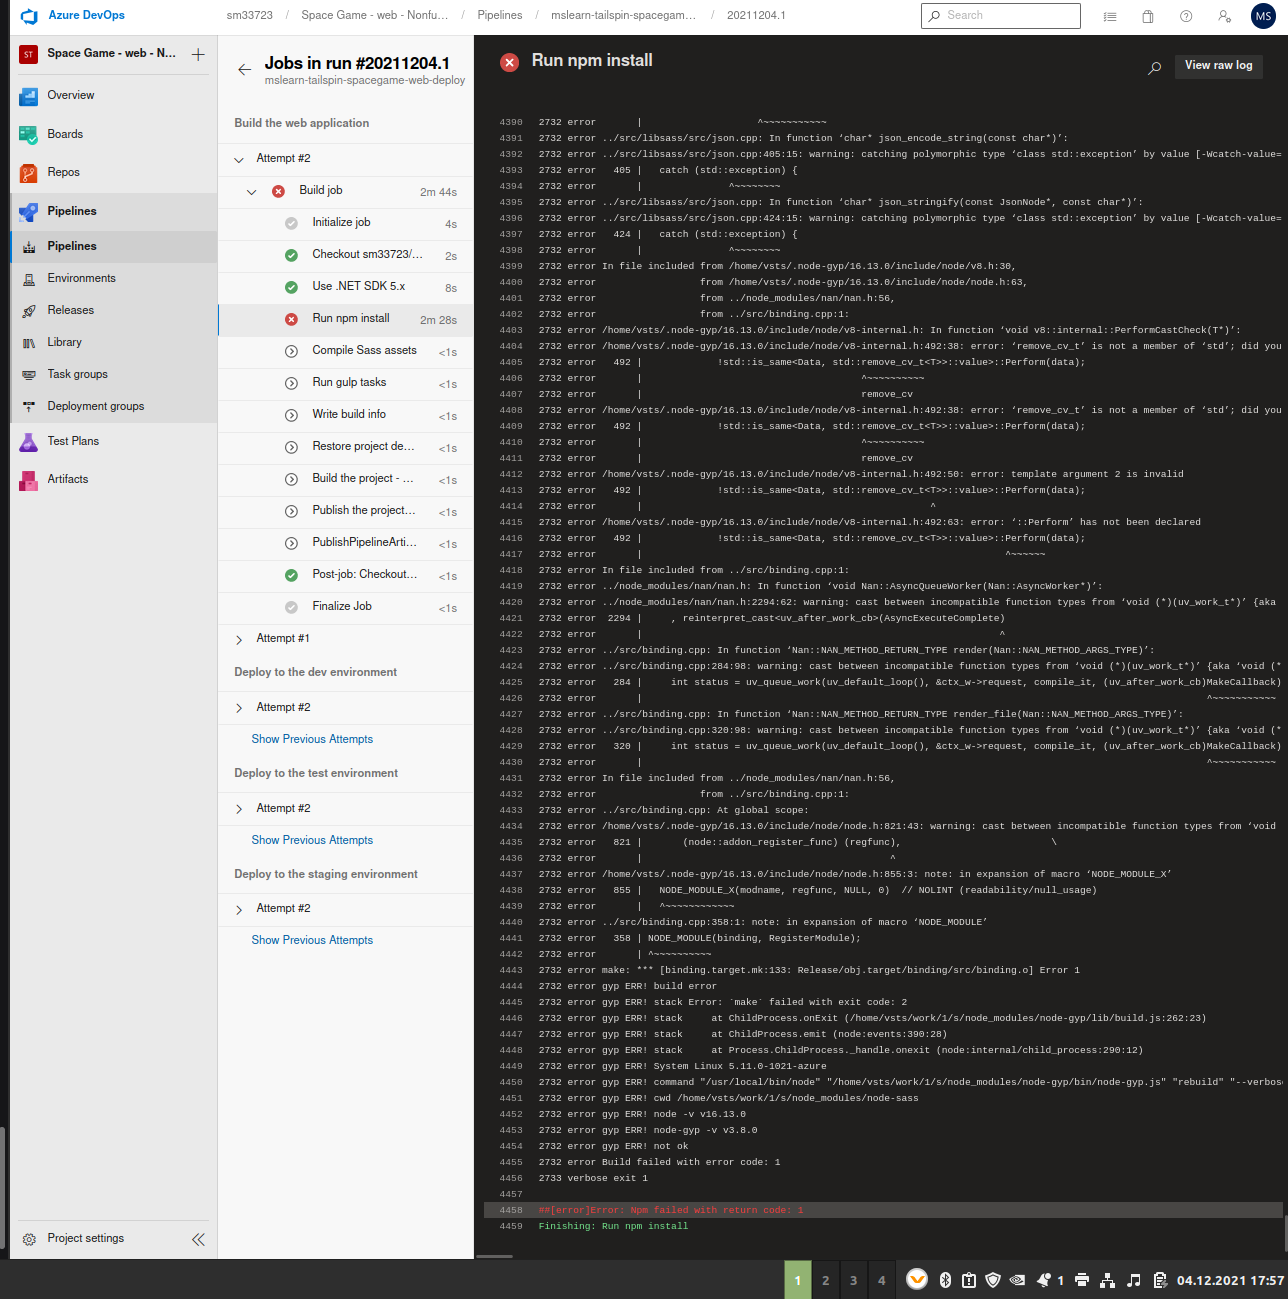 Azure DevOps
sm33723 / Space Game - web - Nonfu... / Pipelines / mslearn-tailspin-spacegam... / 20211204.1
Search
MS
ST Space Game - web - N...
Overview
Boards
Repos
Pipelines
Pipelines
Environments
Releases
Library
Task groups
Deployment groups
Test Plans
Artifacts
Project settings
Jobs in run #20211204.1
mslearn-tailspin-spacegame-web-deploy
Build the web application
Attempt #2
Build job 2m 44s
Initialize job 4s
Checkout sm33723/... 2s
Use .NET SDK 5.x 8s
Run npm install 2m 28s
Compile Sass assets <1s
Run gulp tasks <1s
Write build info <1s
Restore project de... <1s
Build the project - ... <1s
Publish the project... <1s
PublishPipelineArti... <1s
Post-job: Checkout... <1s
Finalize Job <1s
Attempt #1
Deploy to the dev environment
Attempt #2
Show Previous Attempts
Deploy to the test environment
Attempt #2
Show Previous Attempts
Deploy to the staging environment
Attempt #2
Show Previous Attempts
Run npm install
View raw log
4390 2732 error | ^~~~~~~~~~~~
4391 2732 error ../src/libsass/src/json.cpp: In function ‘char* json_encode_string(const char*)’:
4392 2732 error ../src/libsass/src/json.cpp:405:15: warning: catching polymorphic type ‘class std::exception’ by value [-Wcatch-value=
4393 2732 error 405 | catch (std::exception) {
4394 2732 error | ^~~~~~~~~
4395 2732 error ../src/libsass/src/json.cpp: In function ‘char* json_stringify(const JsonNode*, const char*)’:
4396 2732 error ../src/libsass/src/json.cpp:424:15: warning: catching polymorphic type ‘class std::exception’ by value [-Wcatch-value=
4397 2732 error 424 | catch (std::exception) {
4398 2732 error | ^~~~~~~~~
4399 2732 error In file included from /home/vsts/.node-gyp/16.13.0/include/node/v8.h:30,
4400 2732 error from /home/vsts/.node-gyp/16.13.0/include/node/node.h:63,
4401 2732 error from ../node_modules/nan/nan.h:56,
4402 2732 error from ../src/binding.cpp:1:
4403 2732 error /home/vsts/.node-gyp/16.13.0/include/node/v8-internal.h: In function ‘void v8::internal::PerformCastCheck(T*)’:
4404 2732 error /home/vsts/.node-gyp/16.13.0/include/node/v8-internal.h:492:38: error: ‘remove_cv_t’ is not a member of ‘std’; did you
4405 2732 error 492 | !std::is_same<Data, std::remove_cv_t<T>>::value>::Perform(data);
4406 2732 error | ^~~~~~~~~~~
4407 2732 error | remove_cv
4408 2732 error /home/vsts/.node-gyp/16.13.0/include/node/v8-internal.h:492:38: error: ‘remove_cv_t’ is not a member of ‘std’; did you
4409 2732 error 492 | !std::is_same<Data, std::remove_cv_t<T>>::value>::Perform(data);
4410 2732 error | ^~~~~~~~~~~
4411 2732 error | remove_cv
4412 2732 error /home/vsts/.node-gyp/16.13.0/include/node/v8-internal.h:492:50: error: template argument 2 is invalid
4413 2732 error 492 | !std::is_same<Data, std::remove_cv_t<T>>::value>::Perform(data);
4414 2732 error | ^
4415 2732 error /home/vsts/.node-gyp/16.13.0/include/node/v8-internal.h:492:63: error: ‘::Perform’ has not been declared
4416 2732 error 492 | !std::is_same<Data, std::remove_cv_t<T>>::value>::Perform(data);
4417 2732 error | ^~~~~~~
4418 2732 error In file included from ../src/binding.cpp:1:
4419 2732 error ../node_modules/nan/nan.h: In function ‘void Nan::AsyncQueueWorker(Nan::AsyncWorker*)’:
4420 2732 error ../node_modules/nan/nan.h:2294:62: warning: cast between incompatible function types from ‘void (*)(uv_work_t*)’ {aka
4421 2732 error 2294 | , reinterpret_cast<uv_after_work_cb>(AsyncExecuteComplete)
4422 2732 error | ^
4423 2732 error ../src/binding.cpp: In function ‘Nan::NAN_METHOD_RETURN_TYPE render(Nan::NAN_METHOD_ARGS_TYPE)’:
4424 2732 error ../src/binding.cpp:284:98: warning: cast between incompatible function types from ‘void (*)(uv_work_t*)’ {aka ‘void (*
4425 2732 error 284 | int status = uv_queue_work(uv_default_loop(), &ctx_w->request, compile_it, (uv_after_work_cb)MakeCallback)
4426 2732 error | ^~~~~~~~~~~~
4427 2732 error ../src/binding.cpp: In function ‘Nan::NAN_METHOD_RETURN_TYPE render_file(Nan::NAN_METHOD_ARGS_TYPE)’:
4428 2732 error ../src/binding.cpp:320:98: warning: cast between incompatible function types from ‘void (*)(uv_work_t*)’ {aka ‘void (*
4429 2732 error 320 | int status = uv_queue_work(uv_default_loop(), &ctx_w->request, compile_it, (uv_after_work_cb)MakeCallback)
4430 2732 error | ^~~~~~~~~~~~
4431 2732 error In file included from ../node_modules/nan/nan.h:56,
4432 2732 error from ../src/binding.cpp:1:
4433 2732 error ../src/binding.cpp: At global scope:
4434 2732 error /home/vsts/.node-gyp/16.13.0/include/node/node.h:821:43: warning: cast between incompatible function types from ‘void
4435 2732 error 821 | (node::addon_register_func) (regfunc), \
4436 2732 error | ^
4437 2732 error /home/vsts/.node-gyp/16.13.0/include/node/node.h:855:3: note: in expansion of macro ‘NODE_MODULE_X’
4438 2732 error 855 | NODE_MODULE_X(modname, regfunc, NULL, 0) // NOLINT (readability/null_usage)
4439 2732 error | ^~~~~~~~~~~~~
4440 2732 error ../src/binding.cpp:358:1: note: in expansion of macro ‘NODE_MODULE’
4441 2732 error 358 | NODE_MODULE(binding, RegisterModule);
4442 2732 error | ^~~~~~~~~~~
4443 2732 error make: *** [binding.target.mk:133: Release/obj.target/binding/src/binding.o] Error 1
4444 2732 error gyp ERR! build error
4445 2732 error gyp ERR! stack Error: `make` failed with exit code: 2
4446 2732 error gyp ERR! stack at ChildProcess.onExit (/home/vsts/work/1/s/node_modules/node-gyp/lib/build.js:262:23)
4447 2732 error gyp ERR! stack at ChildProcess.emit (node:events:390:28)
4448 2732 error gyp ERR! stack at Process.ChildProcess._handle.onexit (node:internal/child_process:290:12)
4449 2732 error gyp ERR! System Linux 5.11.0-1021-azure
4450 2732 error gyp ERR! command "/usr/local/bin/node" "/home/vsts/work/1/s/node_modules/node-gyp/bin/node-gyp.js" "rebuild" "--verbose
4451 2732 error gyp ERR! cwd /home/vsts/work/1/s/node_modules/node-sass
4452 2732 error gyp ERR! node -v v16.13.0
4453 2732 error gyp ERR! node-gyp -v v3.8.0
4454 2732 error gyp ERR! not ok
4455 2732 error Build failed with error code: 1
4456 2733 verbose exit 1
4457
4458 ##[error]Error: Npm failed with return code: 1
4459 Finishing: Run npm install
1 2 3 4 1 04.12.2021 17:57